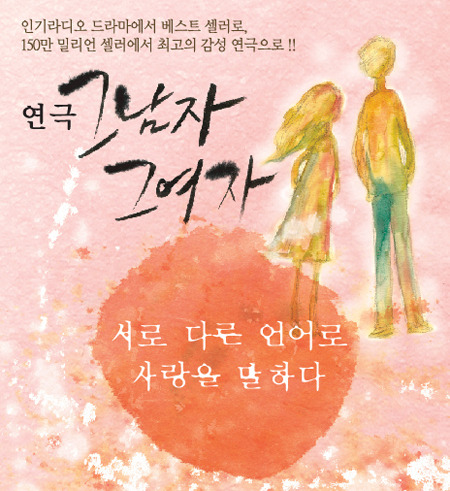 인기라디오 드라마에서 베스트 셀러로,
150만 밀리언 셀러에서 최고의 감성 연극으로 !!
연극 그남자
그여자
서로 다른 언어로
사랑을 말하다